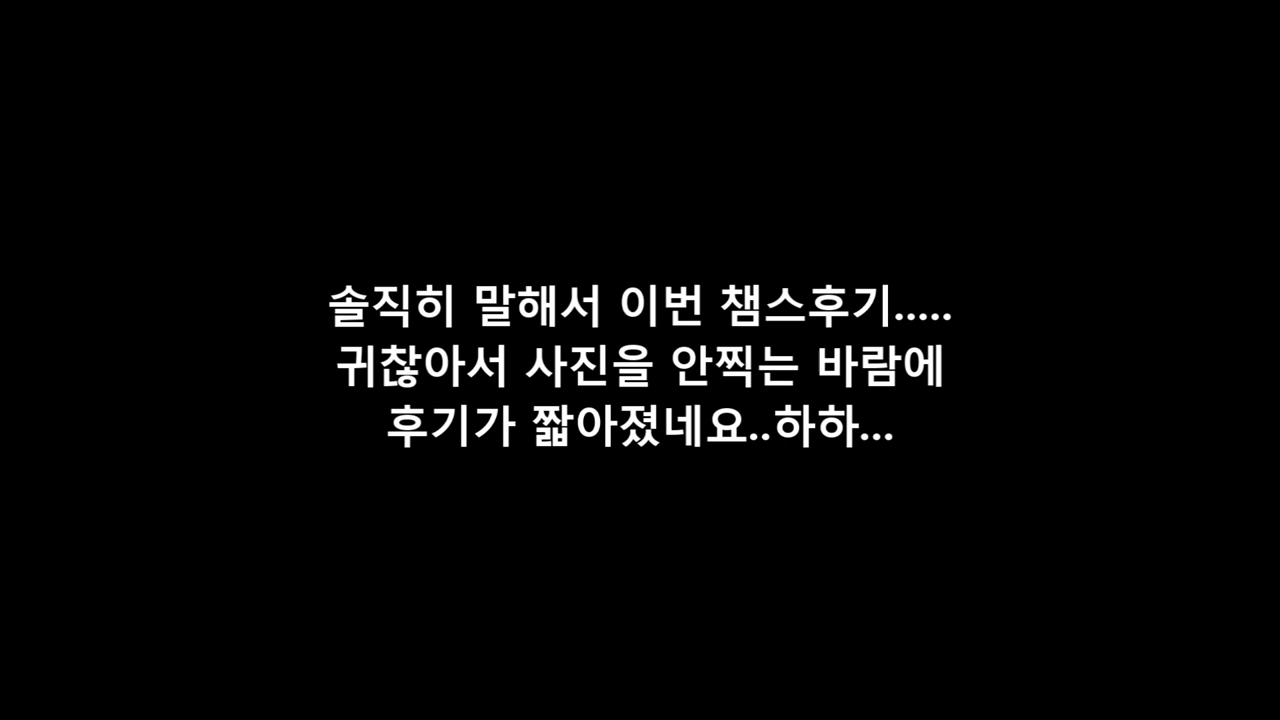 솔직히 말해서 이번 챔스후기.....
귀찮아서 사진을 안찍는 바람에
후기가 짧아졌네요..하하...